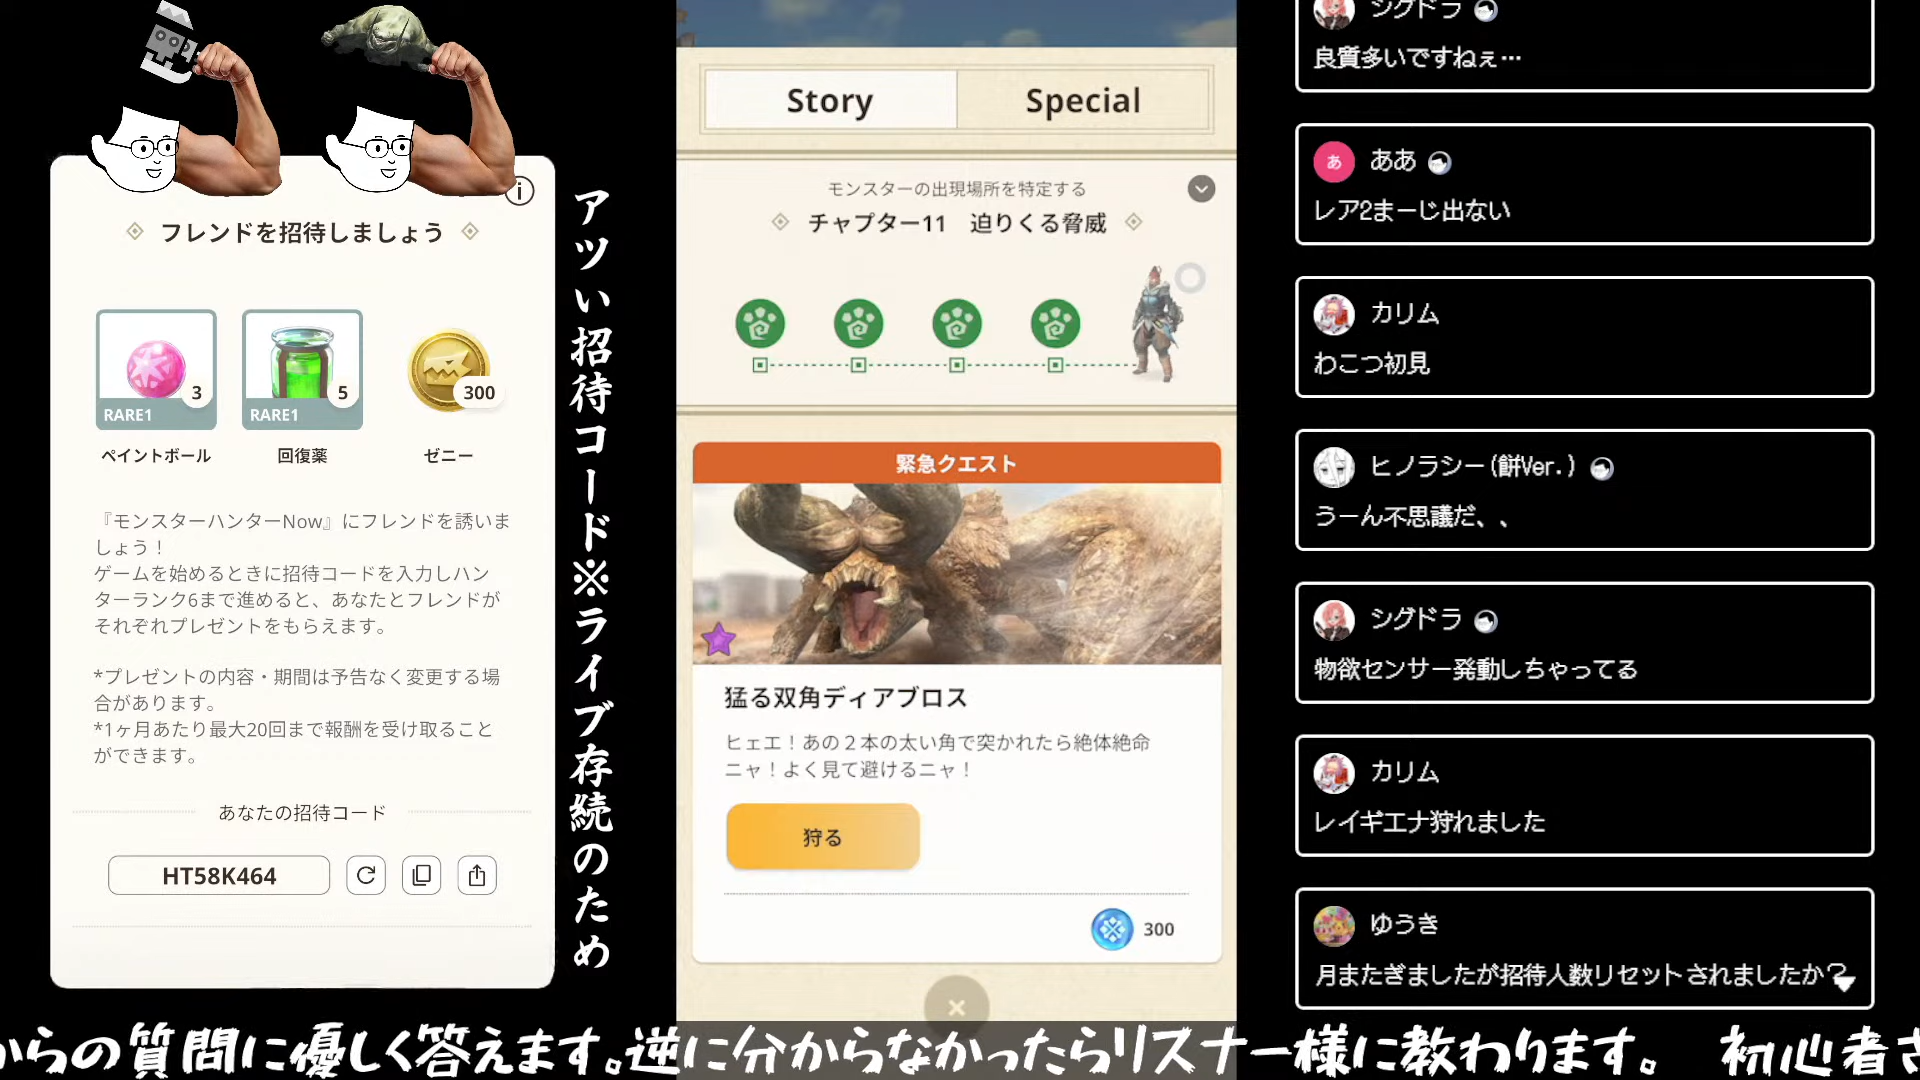 フレンドを招待しましょう
3
RARE1
ペイントボール
5
RARE1
回復薬
300
ゼニー
『モンスターハンターNow』にフレンドを誘いま
しょう！
ゲームを始めるときに招待コードを入力しハン
ターランク6まで進めると、あなたとフレンドが
それぞれプレゼントをもらえます。
*プレゼントの内容・期間は予告なく変更する場
合があります。
*1ヶ月あたり最大20回まで報酬を受け取ること
ができます。
あなたの招待コード
HT58K464
アツい招待コード※ライブ存続のため
Story
Special
モンスターの出現場所を特定する
チャプター11　迫りくる脅威
緊急クエスト
猛る双角ディアブロス
ヒェエ！あの２本の太い角で突かれたら絶体絶命
ニャ！よく見て避けるニャ！
狩る
300
シグドラ
良質多いですねぇ…
あ
ああ
レア2まーじ出ない
カリム
わこつ初見
ヒノラシー(餅Ver.)
うーん不思議だ、、
シグドラ
物欲センサー発動しちゃってる
カリム
レイギエナ狩れました
ゆうき
月またぎましたが招待人数リセットされましたか？
からの質問に優しく答えます。逆に分からなかったらリスナー様に教わります。　初心者さ